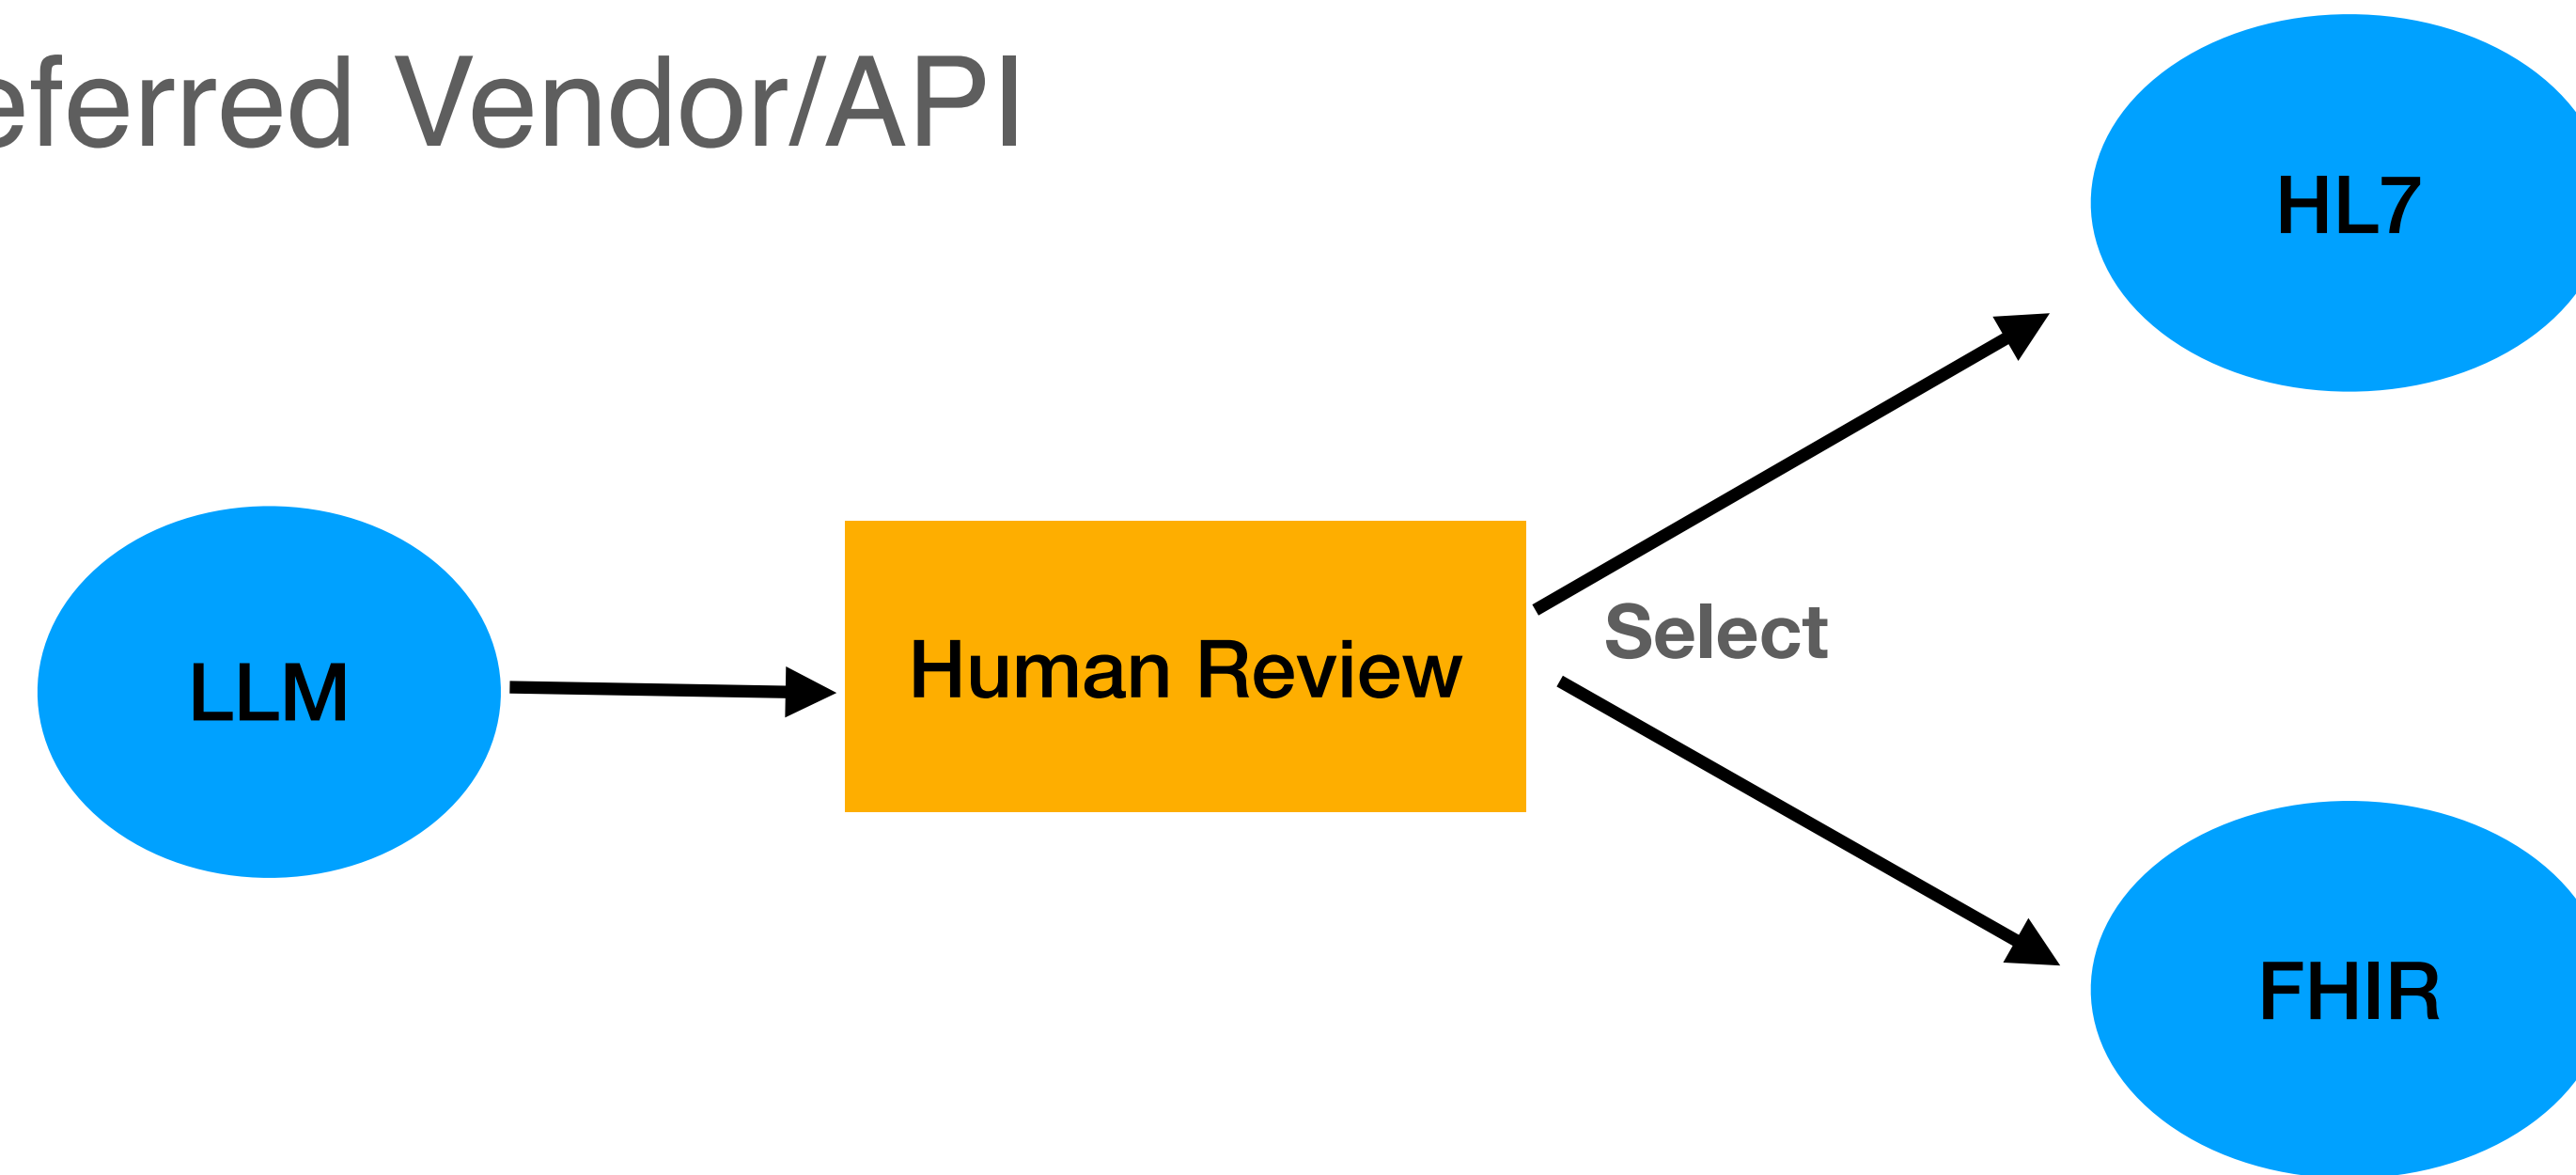 eferred Vendor/API
HL7
Select
Human Review
LLM
FHIR